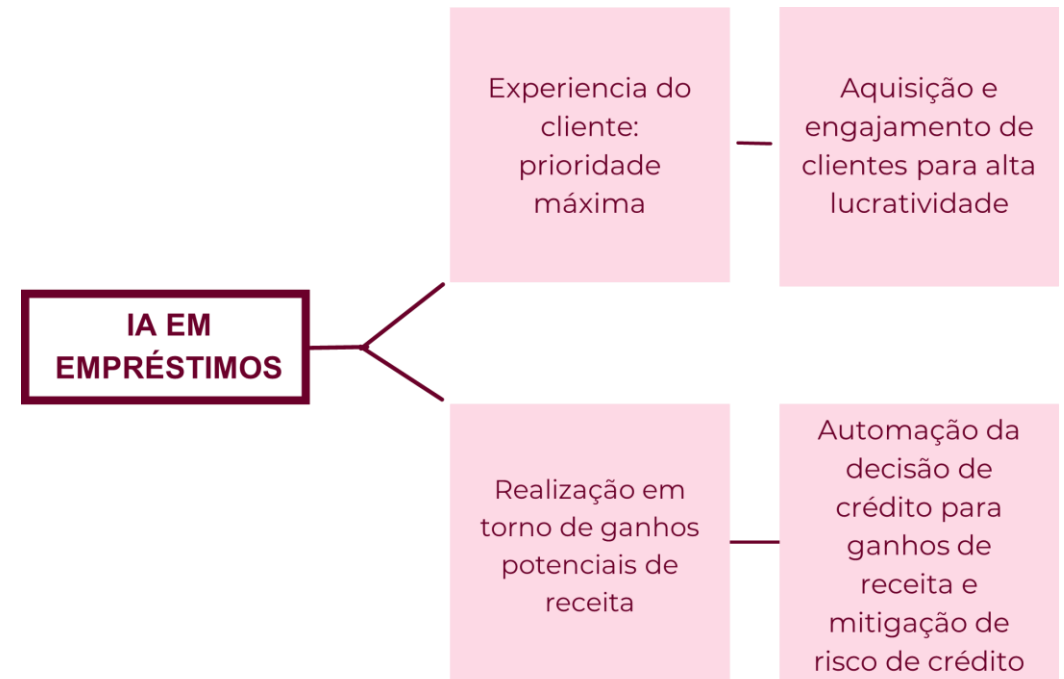 Experiencia do
cliente:
prioridade
máxima
Aquisição e
engajamento de
clientes para alta
lucratividade
IA EM
EMPRÉSTIMOS
Realização em
torno de ganhos
potenciais de
receita
Automação da
decisão de
crédito para
ganhos de
receita e
mitigação de
risco de crédito